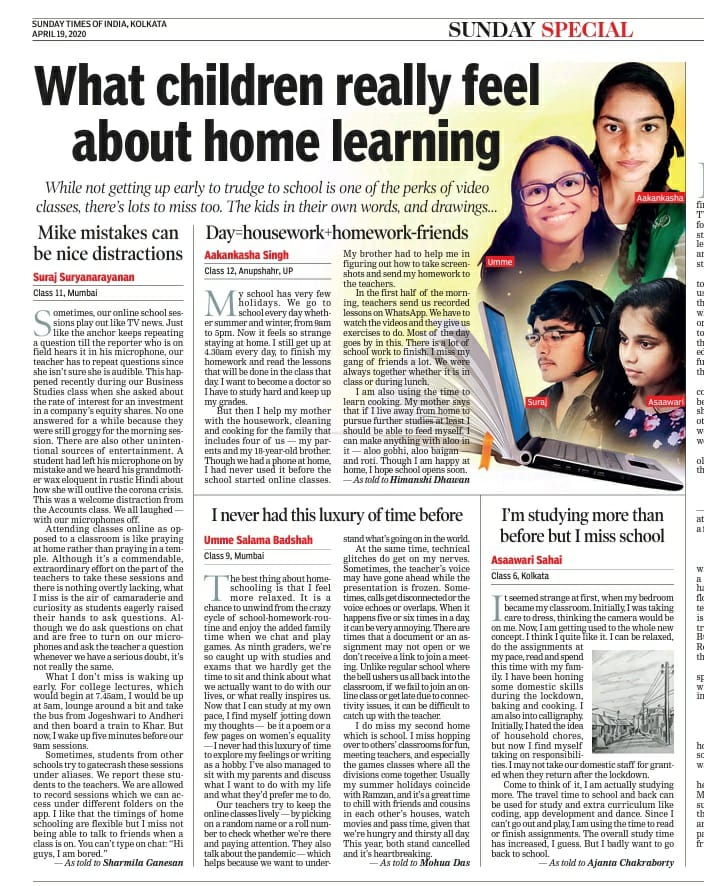 SUNDAY TIMES OF INDIA, KOLKATA
APRIL 19, 2020
SUNDAY SPECIAL
What children really feel
about home learning
While not getting up early to trudge to school is one of the perks of video
classes, there's lots to miss too. The kids in their own words, and drawings...
Aakankasha
Umme
Suraj
Asaawari
Mike mistakes can
be nice distractions
Suraj Suryanarayanan
Class 11, Mumbai
Sometimes, our online school ses-
sions play out like TV news. Just
like the anchor keeps repeating
a question till the reporter who is on
field hears it in his microphone, our
teacher has to repeat questions since
she isn't sure she is audible. This hap-
pened recently during our Business
Studies class when she asked about
the rate of interest for an investment
in a company's equity shares. No one
answered for a while because they
were still groggy for the morning ses-
sion. There are also other uninten-
tional sources of entertainment. A
student had left his microphone on by
mistake and we heard his grandmoth-
er wax eloquent in rustic Hindi about
how she will outlive the corona crisis.
This was a welcome distraction from
the Accounts class. We all laughed —
with our microphones off.
Attending classes online as op-
posed to a classroom is like praying
at home rather than praying in a tem-
ple. Although it's a commendable,
extraordinary effort on the part of the
teachers to take these sessions and
there is nothing overtly lacking, what
I miss is the air of camaraderie and
curiosity as students eagerly raised
their hands to ask questions. Al-
though we do ask questions on chat
and are free to turn on our micro-
phones and ask the teacher a question
whenever we have a serious doubt, it's
not really the same.
What I don't miss is waking up
early. For college lectures, which
would begin at 7.45am, I would be up
at 5am, lounge around a bit and take
the bus from Jogeshwari to Andheri
and then board a train to Khar. But
now, I wake up five minutes before our
9am sessions.
Sometimes, students from other
schools try to gatecrash these sessions
under aliases. We report these stu-
dents to the teachers. We are allowed
to record sessions which we can ac-
cess under different folders on the
app. I like that the timings of home
schooling are flexible but I miss not
being able to talk to friends when a
class is on. You can't type on chat: "Hi
guys, I am bored."
— As told to Sharmila Ganesan
Day=housework+homework-friends
Aakankasha Singh
Class 12, Anupshahr, UP
My school has very few
holidays. We go to
school every day wheth-
er summer and winter, from 9am
to 5pm. Now it feels so strange
staying at home. I still get up at
4.30am every day, to finish my
homework and read the lessons
that will be done in the class that
day. I want to become a doctor so
I have to study hard and keep up
my grades.
But then I help my mother
with the housework, cleaning
and cooking for the family that
includes four of us — my par-
ents and my 18-year-old brother.
Though we had a phone at home,
I had never used it before the
school started online classes.
My brother had to help me in
figuring out how to take screen-
shots and send my homework to
the teachers.
In the first half of the morn-
ing, teachers send us recorded
lessons on WhatsApp. We have to
watch the videos and they give us
exercises to do. Most of the day
goes by in this. There is a lot of
school work to finish. I miss my
gang of friends a lot. We were
always together whether it is in
class or during lunch.
I am also using the time to
learn cooking. My mother says
that if I live away from home to
pursue further studies at least I
should be able to feed myself. I
can make anything with aloo in
it — aloo gobhi, aloo baigan —
and roti. Though I am happy at
home, I hope school opens soon.
— As told to Himanshi Dhawan
I never had this luxury of time before
Umme Salama Badshah
Class 9, Mumbai
The best thing about home-
schooling is that I feel
more relaxed. It is a
chance to unwind from the crazy
cycle of school-homework-rou-
tine and enjoy the added family
time when we chat and play
games. As ninth graders, we're
so caught up with studies and
exams that we hardly get the
time to sit and think about what
we actually want to do with our
lives, or what really inspires us.
Now that I can study at my own
pace, I find myself jotting down
my thoughts — be it a poem or a
few pages on women's equality
— I never had this luxury of time
to explore my feelings or writing
as a hobby. I've also managed to
sit with my parents and discuss
what I want to do with my life
and what they'd prefer me to do.
Our teachers try to keep the
online classes lively — by picking
on a random name or a roll num-
ber to check whether we're there
and paying attention. They also
talk about the pandemic — which
helps because we want to under-
stand what's going on in the world.
At the same time, technical
glitches do get on my nerves.
Sometimes, the teacher's voice
may have gone ahead while the
presentation is frozen. Some-
times, calls get disconnected or the
voice echoes or overlaps. When it
happens five or six times in a day,
it can be very annoying. There are
times that a document or an as-
signment may not open or we
don't receive a link to join a meet-
ing. Unlike regular school where
the bell ushers us all back into the
classroom, if we fail to join an on-
line class or get late due to connec-
tivity issues, it can be difficult to
catch up with the teacher.
I do miss my second home
which is school. I miss hopping
over to others' classrooms for fun,
meeting teachers, and especially
the games classes where all the
divisions come together. Usually
my summer holidays coincide
with Ramzan, and it's a great time
to chill with friends and cousins
in each other's houses, watch
movies and pass time, given that
we're hungry and thirsty all day.
This year, both stand cancelled
and it's heartbreaking.
— As told to Mohua Das
I'm studying more than
before but I miss school
Asaawari Sahai
Class 6, Kolkata
It seemed strange at first, when my bedroom
became my classroom. Initially, I was taking
care to dress, thinking the camera would be
on me. Now, I am getting used to the whole new
concept. I think I quite like it. I can be relaxed,
do the assignments at
my pace, read and spend
this time with my fam-
ily. I have been honing
some domestic skills
during the lockdown,
baking and cooking. I
am also into calligraphy.
Initially, I hated the idea
of household chores,
but now I find myself
taking on responsibili-
ties. I may not take our domestic staff for grant-
ed when they return after the lockdown.
Come to think of it, I am actually studying
more. The travel time to school and back can
be used for study and extra curriculum like
coding, app development and dance. Since I
can't go out and play, I am using the time to read
or finish assignments. The overall study time
has increased, I guess. But I badly want to go
back to school.
— As told to Ajanta Chakraborty